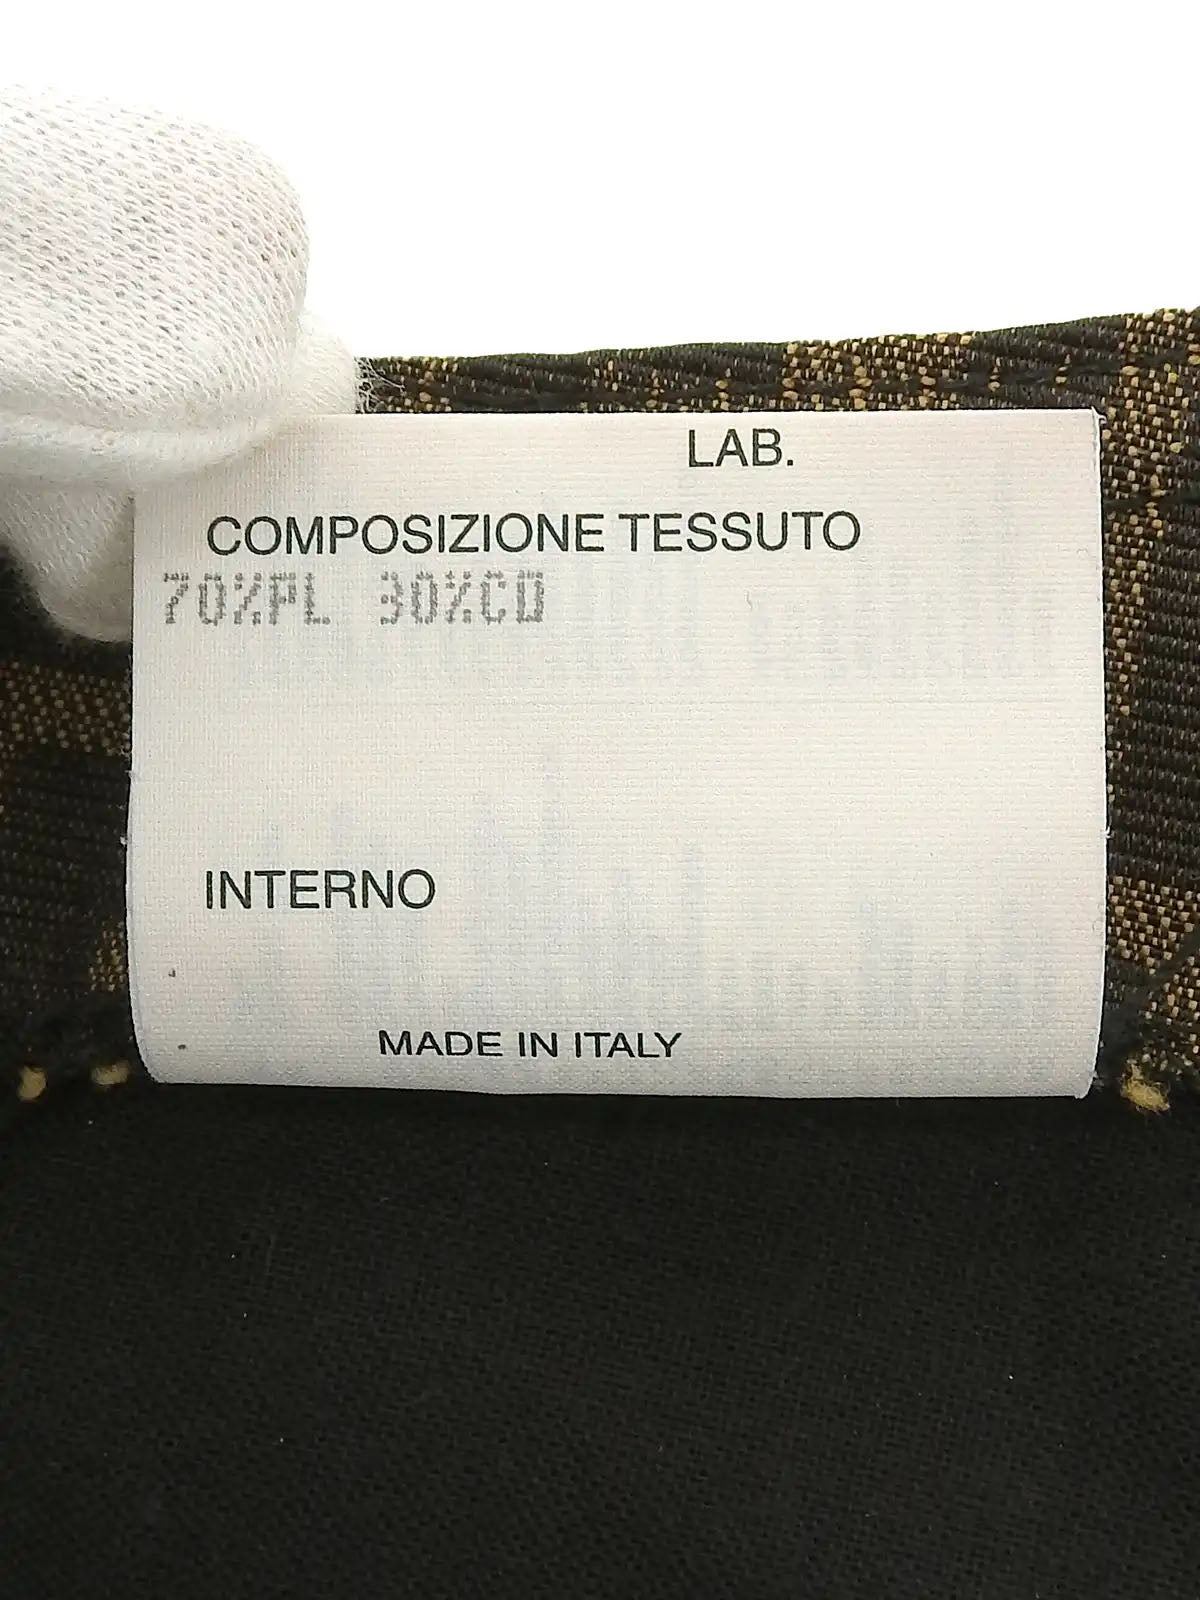 LAB.
COMPOSIZIONE TESSUTO
70%PL 30%CO
INTERNO
MADE IN ITALY